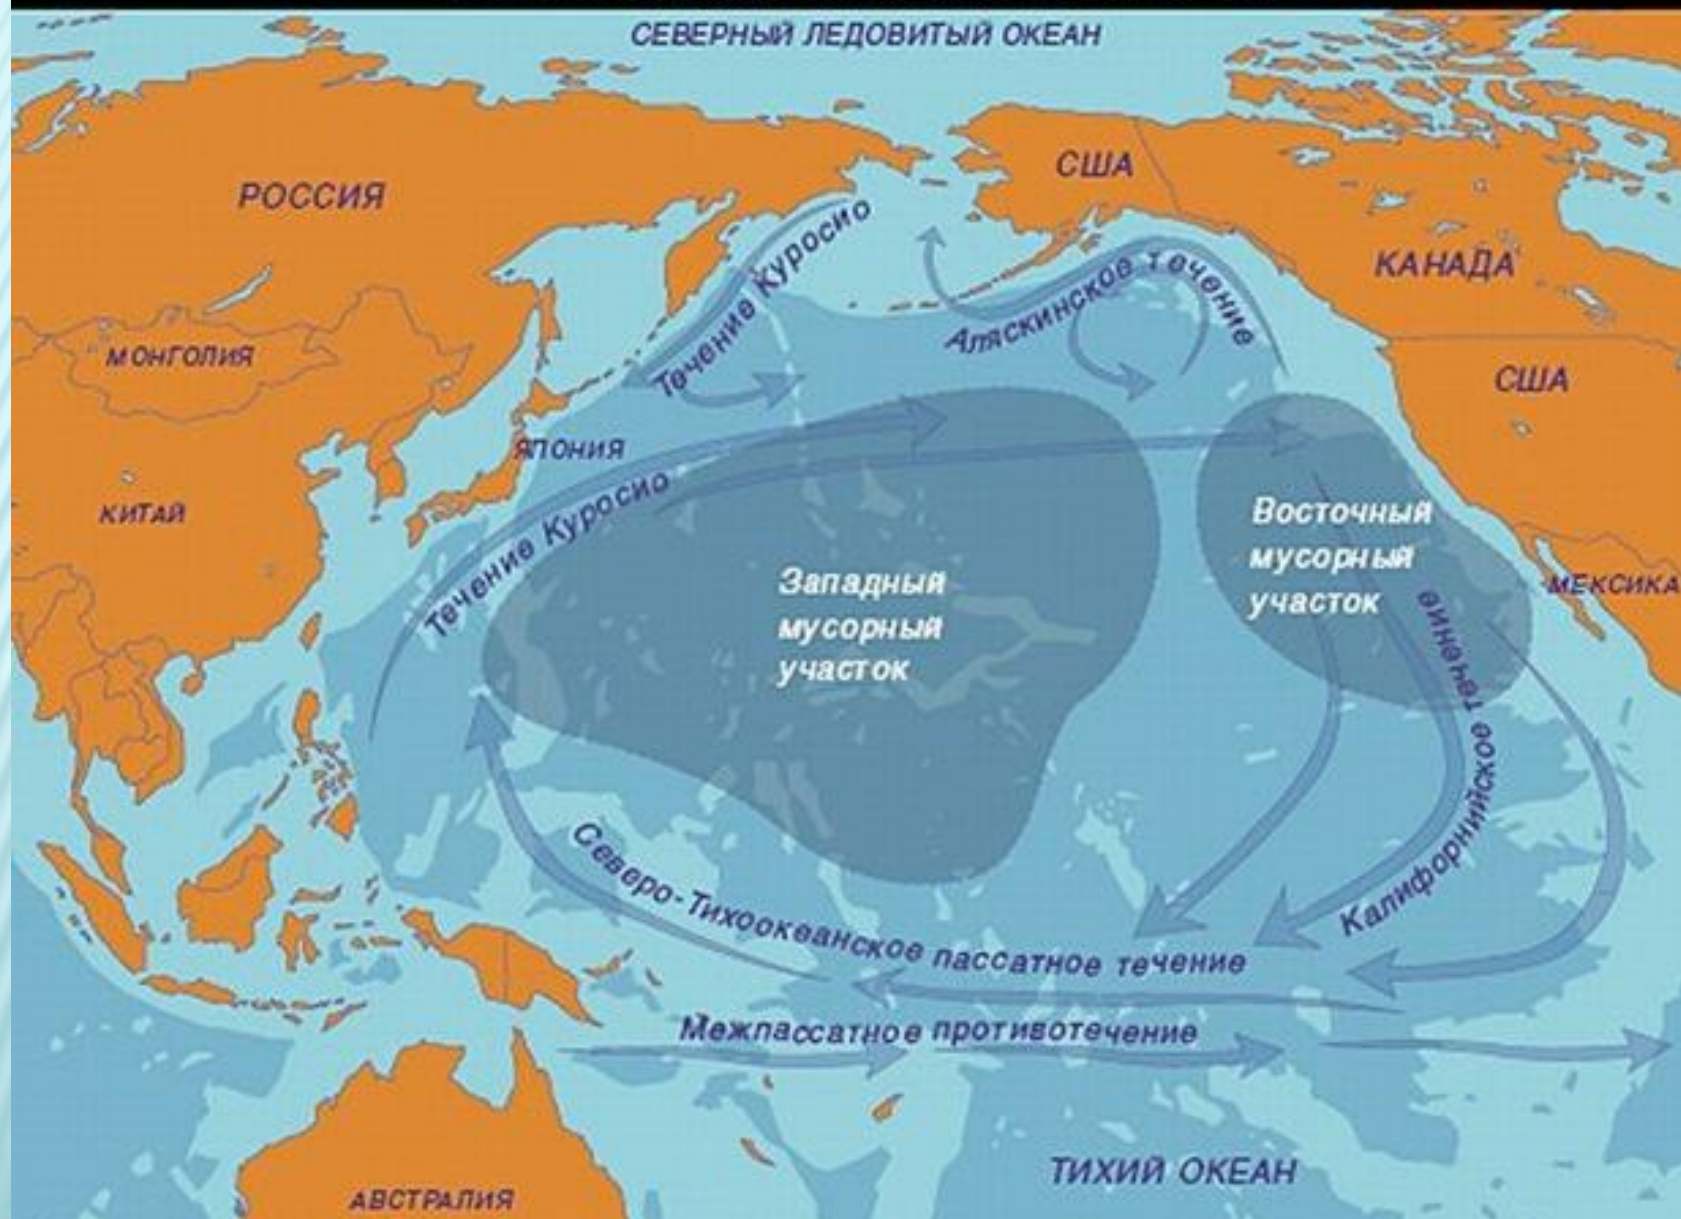 СЕВЕРНЫЙ ЛЕДОВИТЫЙ ОКЕАН
США
РОССИЯ
Течение Куросио
КАНАДА
Аляскинское течение
МОНГОЛИЯ
США
ЯПОНИЯ
КИТАЙ
Течение Куросио
Восточный
мусорный
участок
Западный
мусорный
участок
МЕКСИКА
Калифорнийское течение
Северо-Тихоокеанское пассатное течение
Межпассатное противотечение
ТИХИЙ ОКЕАН
АВСТРАЛИЯ